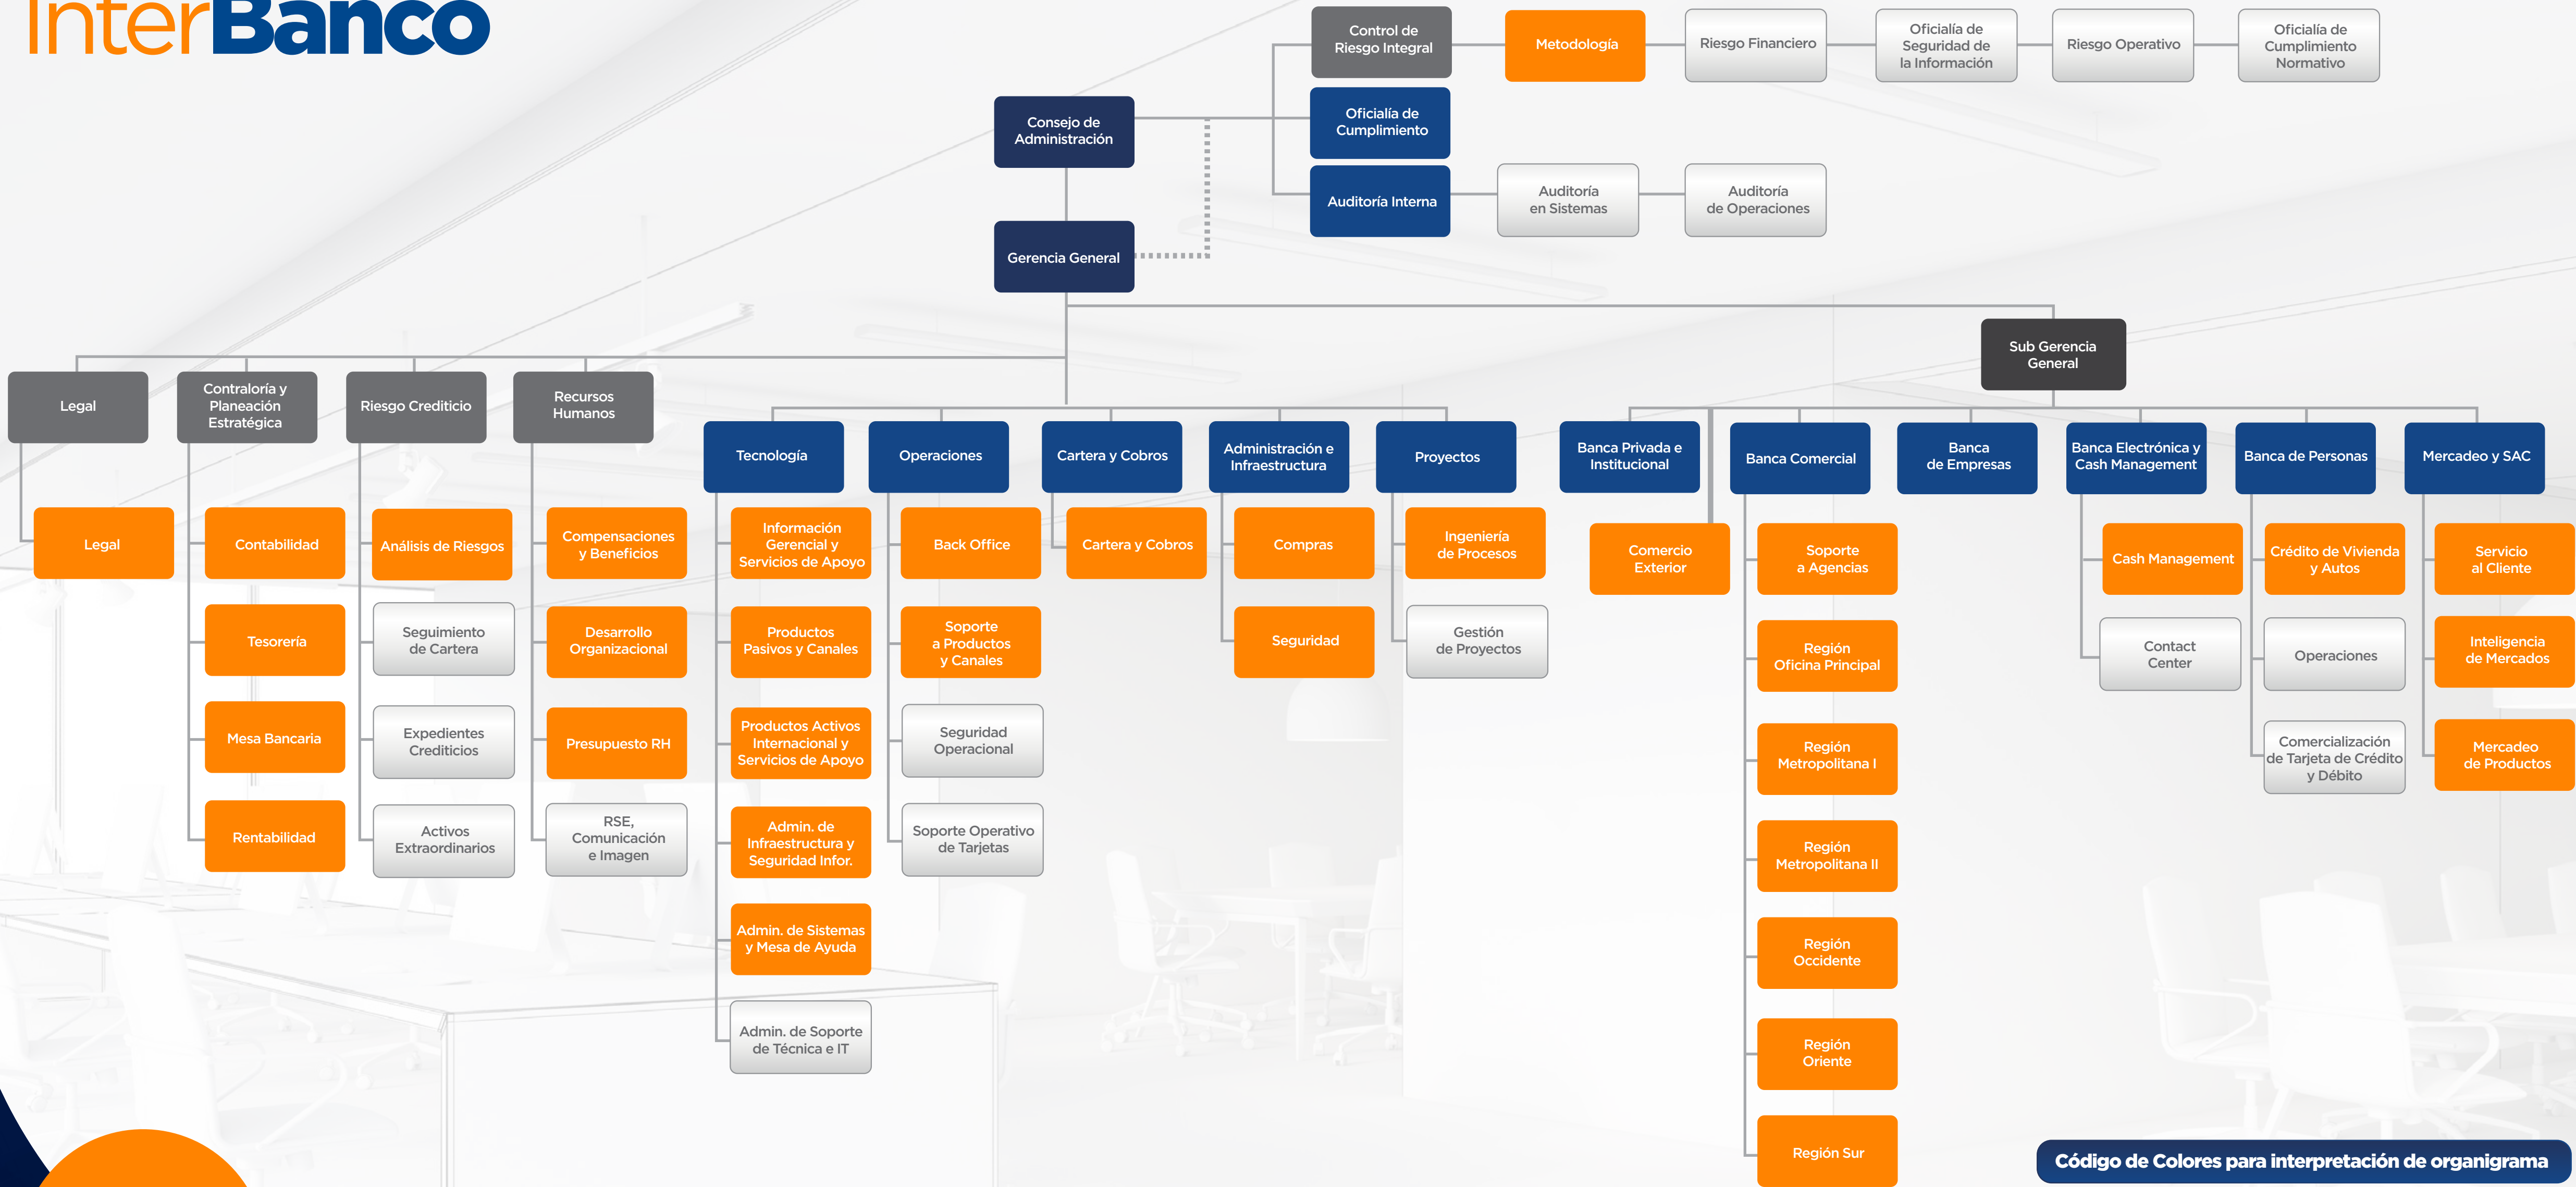 InterBanco
Control de
Riesgo Integral
Metodología
Riesgo Financiero
Oficialía de
Seguridad de
la Información
Riesgo Operativo
Oficialía de
Cumplimiento
Normativo
Consejo de
Administración
Oficialía de
Cumplimiento
Auditoría Interna
Auditoría
en Sistemas
Auditoría
de Operaciones
Gerencia General
Sub Gerencia
General
Legal
Contraloría y
Planeación
Estratégica
Riesgo Crediticio
Recursos
Humanos
Tecnología
Operaciones
Cartera y Cobros
Administración e
Infraestructura
Proyectos
Banca Privada e
Institucional
Banca Comercial
Banca
de Empresas
Banca Electrónica y
Cash Management
Banca de Personas
Mercadeo y SAC
Legal
Contabilidad
Tesorería
Mesa Bancaria
Rentabilidad
Análisis de Riesgos
Seguimiento
de Cartera
Expedientes
Crediticios
Activos
Extraordinarios
Compensaciones
y Beneficios
Desarrollo
Organizacional
Presupuesto RH
RSE,
Comunicación
e Imagen
Información
Gerencial y
Servicios de Apoyo
Productos
Pasivos y Canales
Productos Activos
Internacional y
Servicios de Apoyo
Admin. de
Infraestructura y
Seguridad Infor.
Admin. de Sistemas
y Mesa de Ayuda
Admin. de Soporte
de Técnica e IT
Back Office
Soporte
a Productos
y Canales
Seguridad
Operacional
Soporte Operativo
de Tarjetas
Cartera y Cobros
Compras
Seguridad
Ingeniería
de Procesos
Gestión
de Proyectos
Comercio
Exterior
Soporte
a Agencias
Región
Oficina Principal
Región
Metropolitana I
Región
Metropolitana II
Región
Occidente
Región
Oriente
Región Sur
Cash Management
Contact
Center
Crédito de Vivienda
y Autos
Operaciones
Comercialización
de Tarjeta de Crédito
y Débito
Servicio
al Cliente
Inteligencia
de Mercados
Mercadeo
de Productos
Código de Colores para interpretación de organigrama